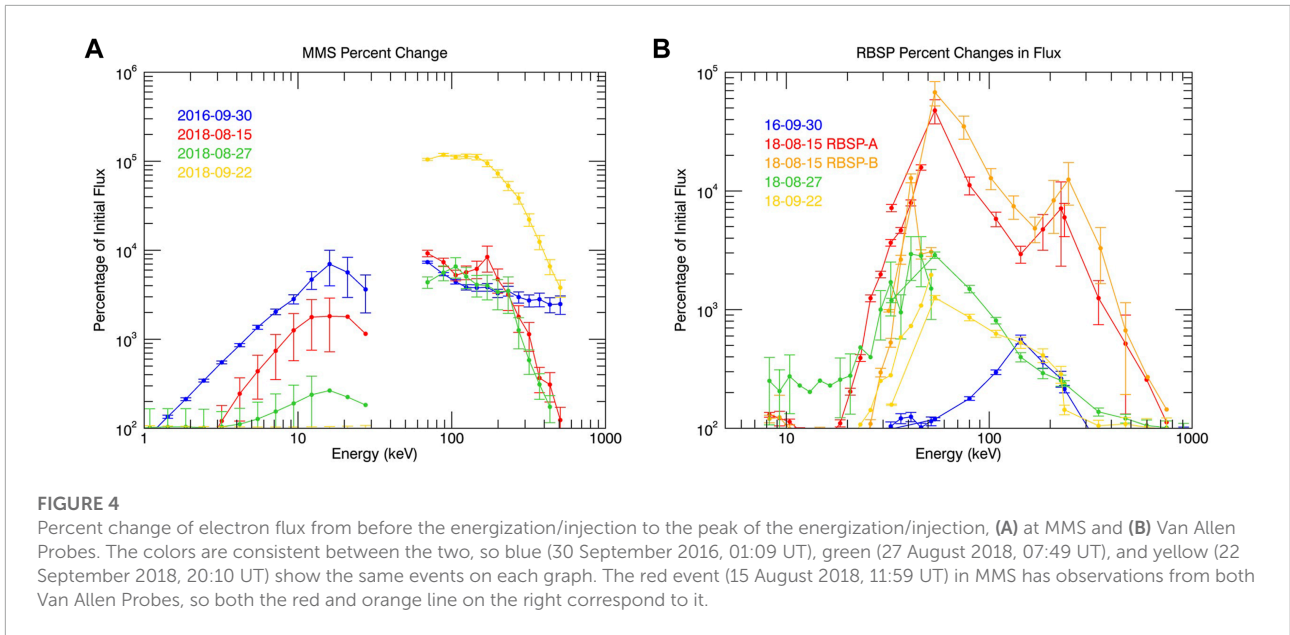 A
MMS Percent Change
10^6
10^5
10^4
10^3
10^2
Percentage of Initial Flux
2016-09-30
2018-08-15
2018-08-27
2018-09-22
1
10
100
1000
Energy (keV)
B
RBSP Percent Changes in Flux
10^5
10^4
10^3
10^2
Percentage of Initial Flux
16-09-30
18-08-15 RBSP-A
18-08-15 RBSP-B
18-08-27
18-09-22
10
100
1000
Energy (keV)
FIGURE 4
Percent change of electron flux from before the energization/injection to the peak of the energization/injection, (A) at MMS and (B) Van Allen
Probes. The colors are consistent between the two, so blue (30 September 2016, 01:09 UT), green (27 August 2018, 07:49 UT), and yellow (22
September 2018, 20:10 UT) show the same events on each graph. The red event (15 August 2018, 11:59 UT) in MMS has observations from both
Van Allen Probes, so both the red and orange line on the right correspond to it.